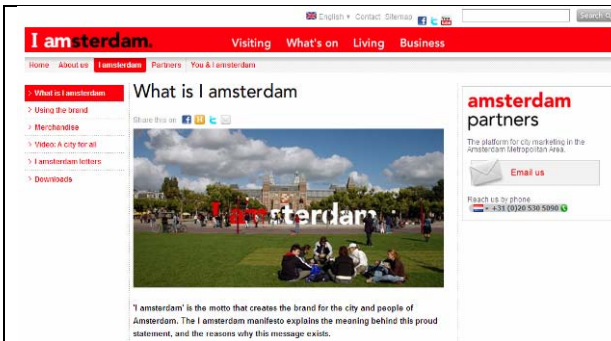 English Contact Sitemap
Search
I amsterdam. Visiting What's on Living Business
Home About us I amsterdam Partners You & I amsterdam
> What is I amsterdam
> Using the brand
> Merchandise
> Video: A city for all
> I amsterdam letters
> Downloads
What is I amsterdam
Share this on
I amsterdam
'I amsterdam' is the motto that creates the brand for the city and people of
Amsterdam. The I amsterdam manifesto explains the meaning behind this proud
statement, and the reasons why this message exists.
amsterdam
partners
The platform for city marketing in the
Amsterdam Metropolitan Area.
Email us
Reach us by phone
+31 (0)20 530 5090